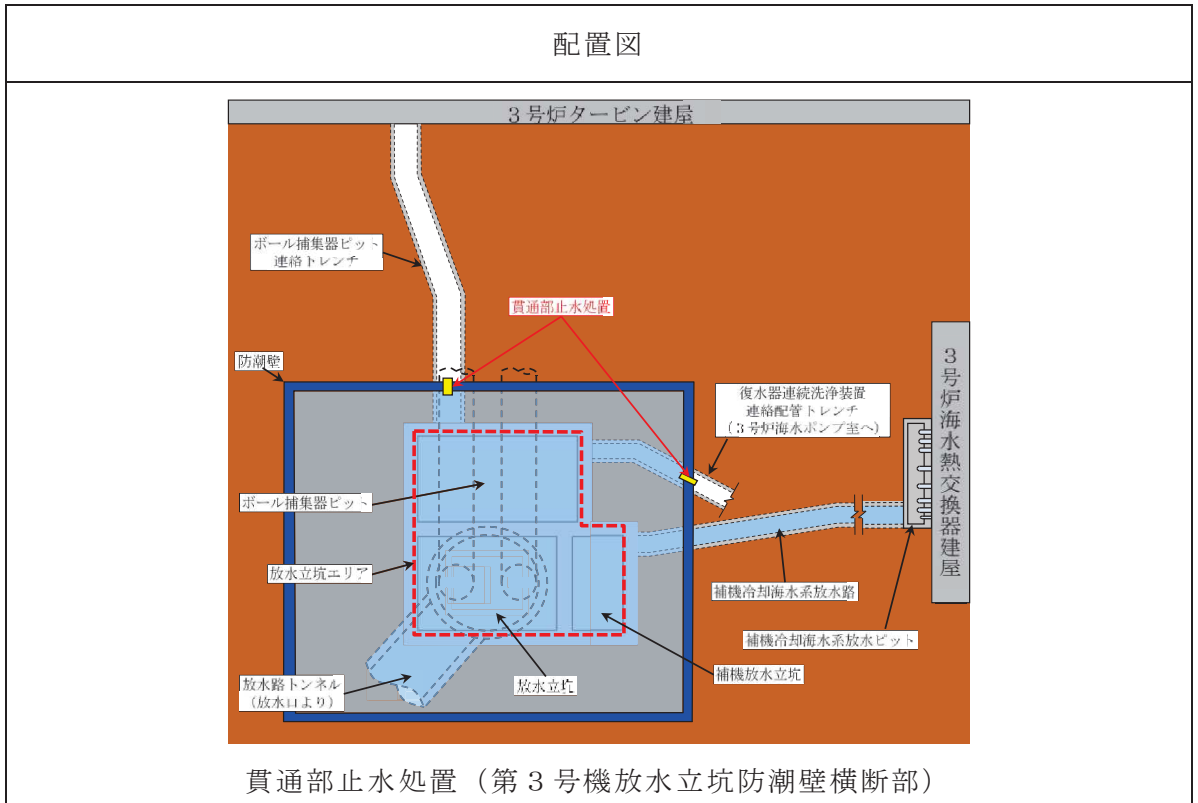 配置図
3号炉タービン建屋
ボール捕集器ピット
連絡トレンチ
貫通部止水処置
防潮壁
復水器連続洗浄装置
連絡配管トレンチ
(3号炉海水ポンプ室へ)
3号炉海水熱交換器建屋
ボール捕集器ピット
放水立坑エリア
補機冷却海水系放水路
補機冷却海水系放水ピット
補機放水立坑
放水立坑
放水路トンネル
(放水口より)
貫通部止水処置(第3号機放水立坑防潮壁横断部)